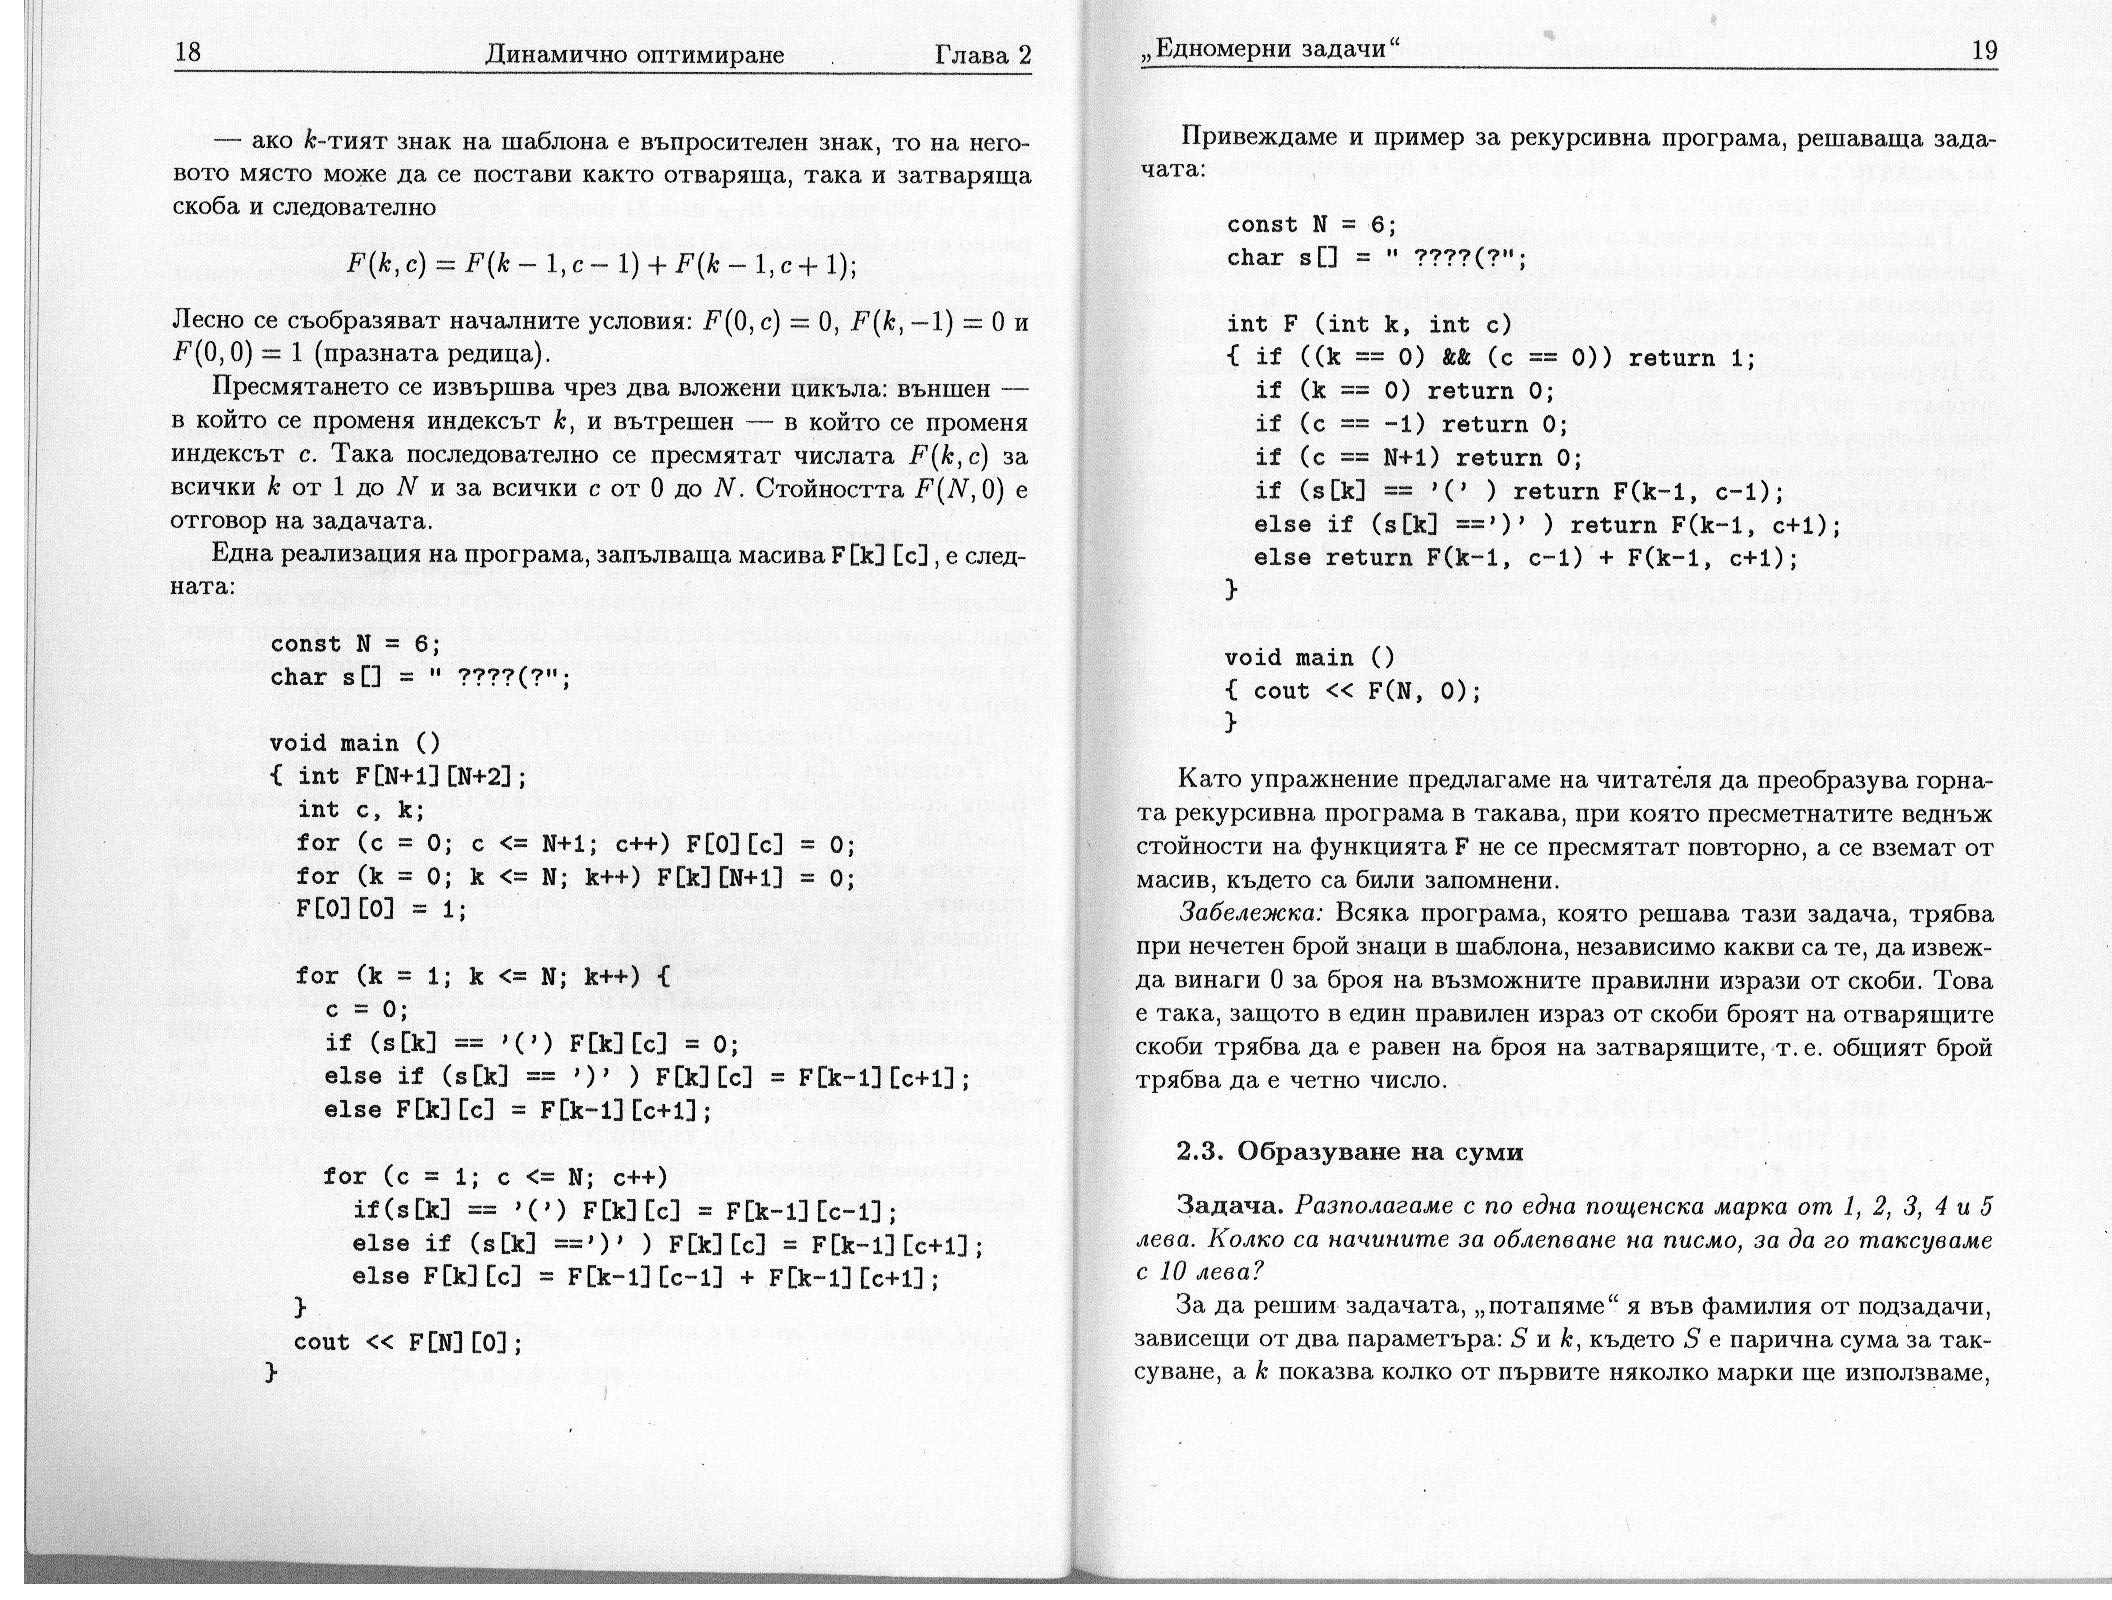 18 Динамично оптимиране Глава 2
— ако k-тият знак на шаблона е въпросителен знак, то на него-
вото място може да се постави както отваряща, така и затваряща
скоба и следователно
F(k, c) = F(k − 1, c − 1) + F(k − 1, c + 1);
Лесно се съобразяват началните условия: F(0, c) = 0, F(k, −1) = 0 и
F(0, 0) = 1 (празната редица).
Пресмятането се извършва чрез два вложени цикъла: външен —
в който се променя индексът k, и вътрешен — в който се променя
индексът c. Така последователно се пресмятат числата F(k, c) за
всички k от 1 до N и за всички c от 0 до N. Стойността F(N, 0) е
отговор на задачата.
Една реализация на програма, запълваща масива F[k][c], е след-
ната:
const N = 6;
char s[] = " ????(?";
void main ()
{ int F[N+1][N+2];
int c, k;
for (c = 0; c <= N+1; c++) F[0][c] = 0;
for (k = 0; k <= N; k++) F[k][N+1] = 0;
F[0][0] = 1;
for (k = 1; k <= N; k++) {
c = 0;
if (s[k] == '(') F[k][c] = 0;
else if (s[k] == ')' ) F[k][c] = F[k-1][c+1];
else F[k][c] = F[k-1][c+1];
for (c = 1; c <= N; c++)
if(s[k] == '(') F[k][c] = F[k-1][c-1];
else if (s[k] ==')' ) F[k][c] = F[k-1][c+1];
else F[k][c] = F[k-1][c-1] + F[k-1][c+1];
}
cout << F[N][0];
}
„Едномерни задачи“ 19
Привеждаме и пример за рекурсивна програма, решаваща зада-
чата:
const N = 6;
char s[] = " ????(?";
int F (int k, int c)
{ if ((k == 0) && (c == 0)) return 1;
if (k == 0) return 0;
if (c == -1) return 0;
if (c == N+1) return 0;
if (s[k] == '(' ) return F(k-1, c-1);
else if (s[k] ==')' ) return F(k-1, c+1);
else return F(k-1, c-1) + F(k-1, c+1);
}
void main ()
{ cout << F(N, 0);
}
Като упражнение предлагаме на читателя да преобразува горна-
та рекурсивна програма в такава, при която пресметнатите веднъж
стойности на функцията F не се пресмятат повторно, а се вземат от
масив, където са били запомнени.
Забележка: Всяка програма, която решава тази задача, трябва
при нечетен брой знаци в шаблона, независимо какви са те, да извеж-
да винаги 0 за броя на възможните правилни изрази от скоби. Това
е така, защото в един правилен израз от скоби броят на отварящите
скоби трябва да е равен на броя на затварящите, т. е. общият брой
трябва да е четно число.
2.3. Образуване на суми
Задача. Разполагаме с по една пощенска марка от 1, 2, 3, 4 и 5
лева. Колко са начините за облепване на писмо, за да го таксуваме
с 10 лева?
За да решим задачата, „потапяме“ я във фамилия от подзадачи,
зависещи от два параметъра: S и k, където S е парична сума за так-
суване, а k показва колко от първите няколко марки ще използваме,